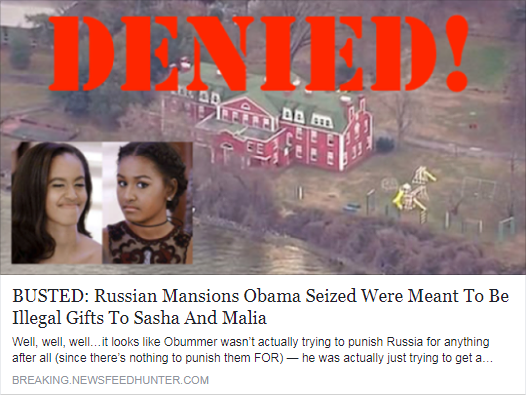 DENIED!
BUSTED: Russian Mansions Obama Seized Were Meant To Be
Illegal Gifts To Sasha And Malia
Well, well, well…it looks like Obummer wasn’t actually trying to punish Russia for anything
after all (since there’s nothing to punish them FOR) — he was actually just trying to get a...
BREAKING.NEWSFEEDHUNTER.COM